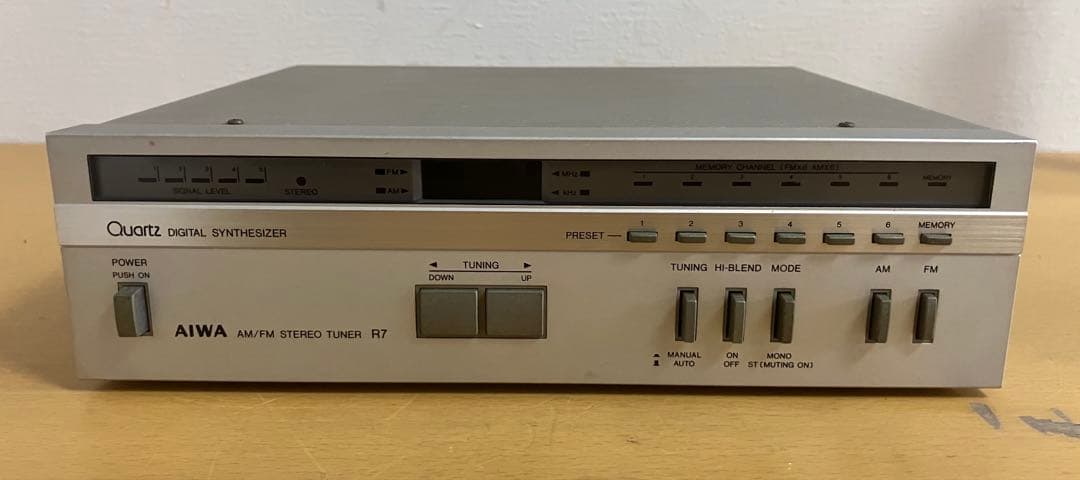 1 2 3 4 5
SIGNAL LEVEL
STEREO
FM▶
AM▶
◀ MHz
◀ kHz
MEMORY CHANNEL (FMX6 AMX6)
1 2 3 4 5 6 MEMORY
Quartz DIGITAL SYNTHESIZER
PRESET
1 2 3 4 5 6 MEMORY
POWER
PUSH ON
◀ TUNING ▶
DOWN UP
TUNING HI-BLEND MODE AM FM
AIWA AM/FM STEREO TUNER R7
MANUAL ON MONO
AUTO OFF ST (MUTING ON)